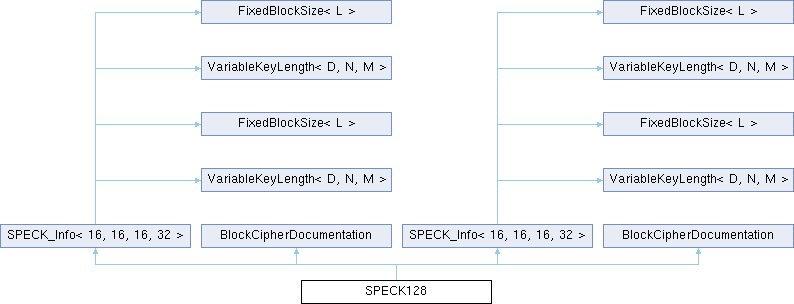 FixedBlockSize< L >
FixedBlockSize< L >
VariableKeyLength< D, N, M >
VariableKeyLength< D, N, M >
FixedBlockSize< L >
FixedBlockSize< L >
VariableKeyLength< D, N, M >
VariableKeyLength< D, N, M >
SPECK_Info< 16, 16, 16, 32 >
BlockCipherDocumentation
SPECK_Info< 16, 16, 16, 32 >
BlockCipherDocumentation
SPECK128